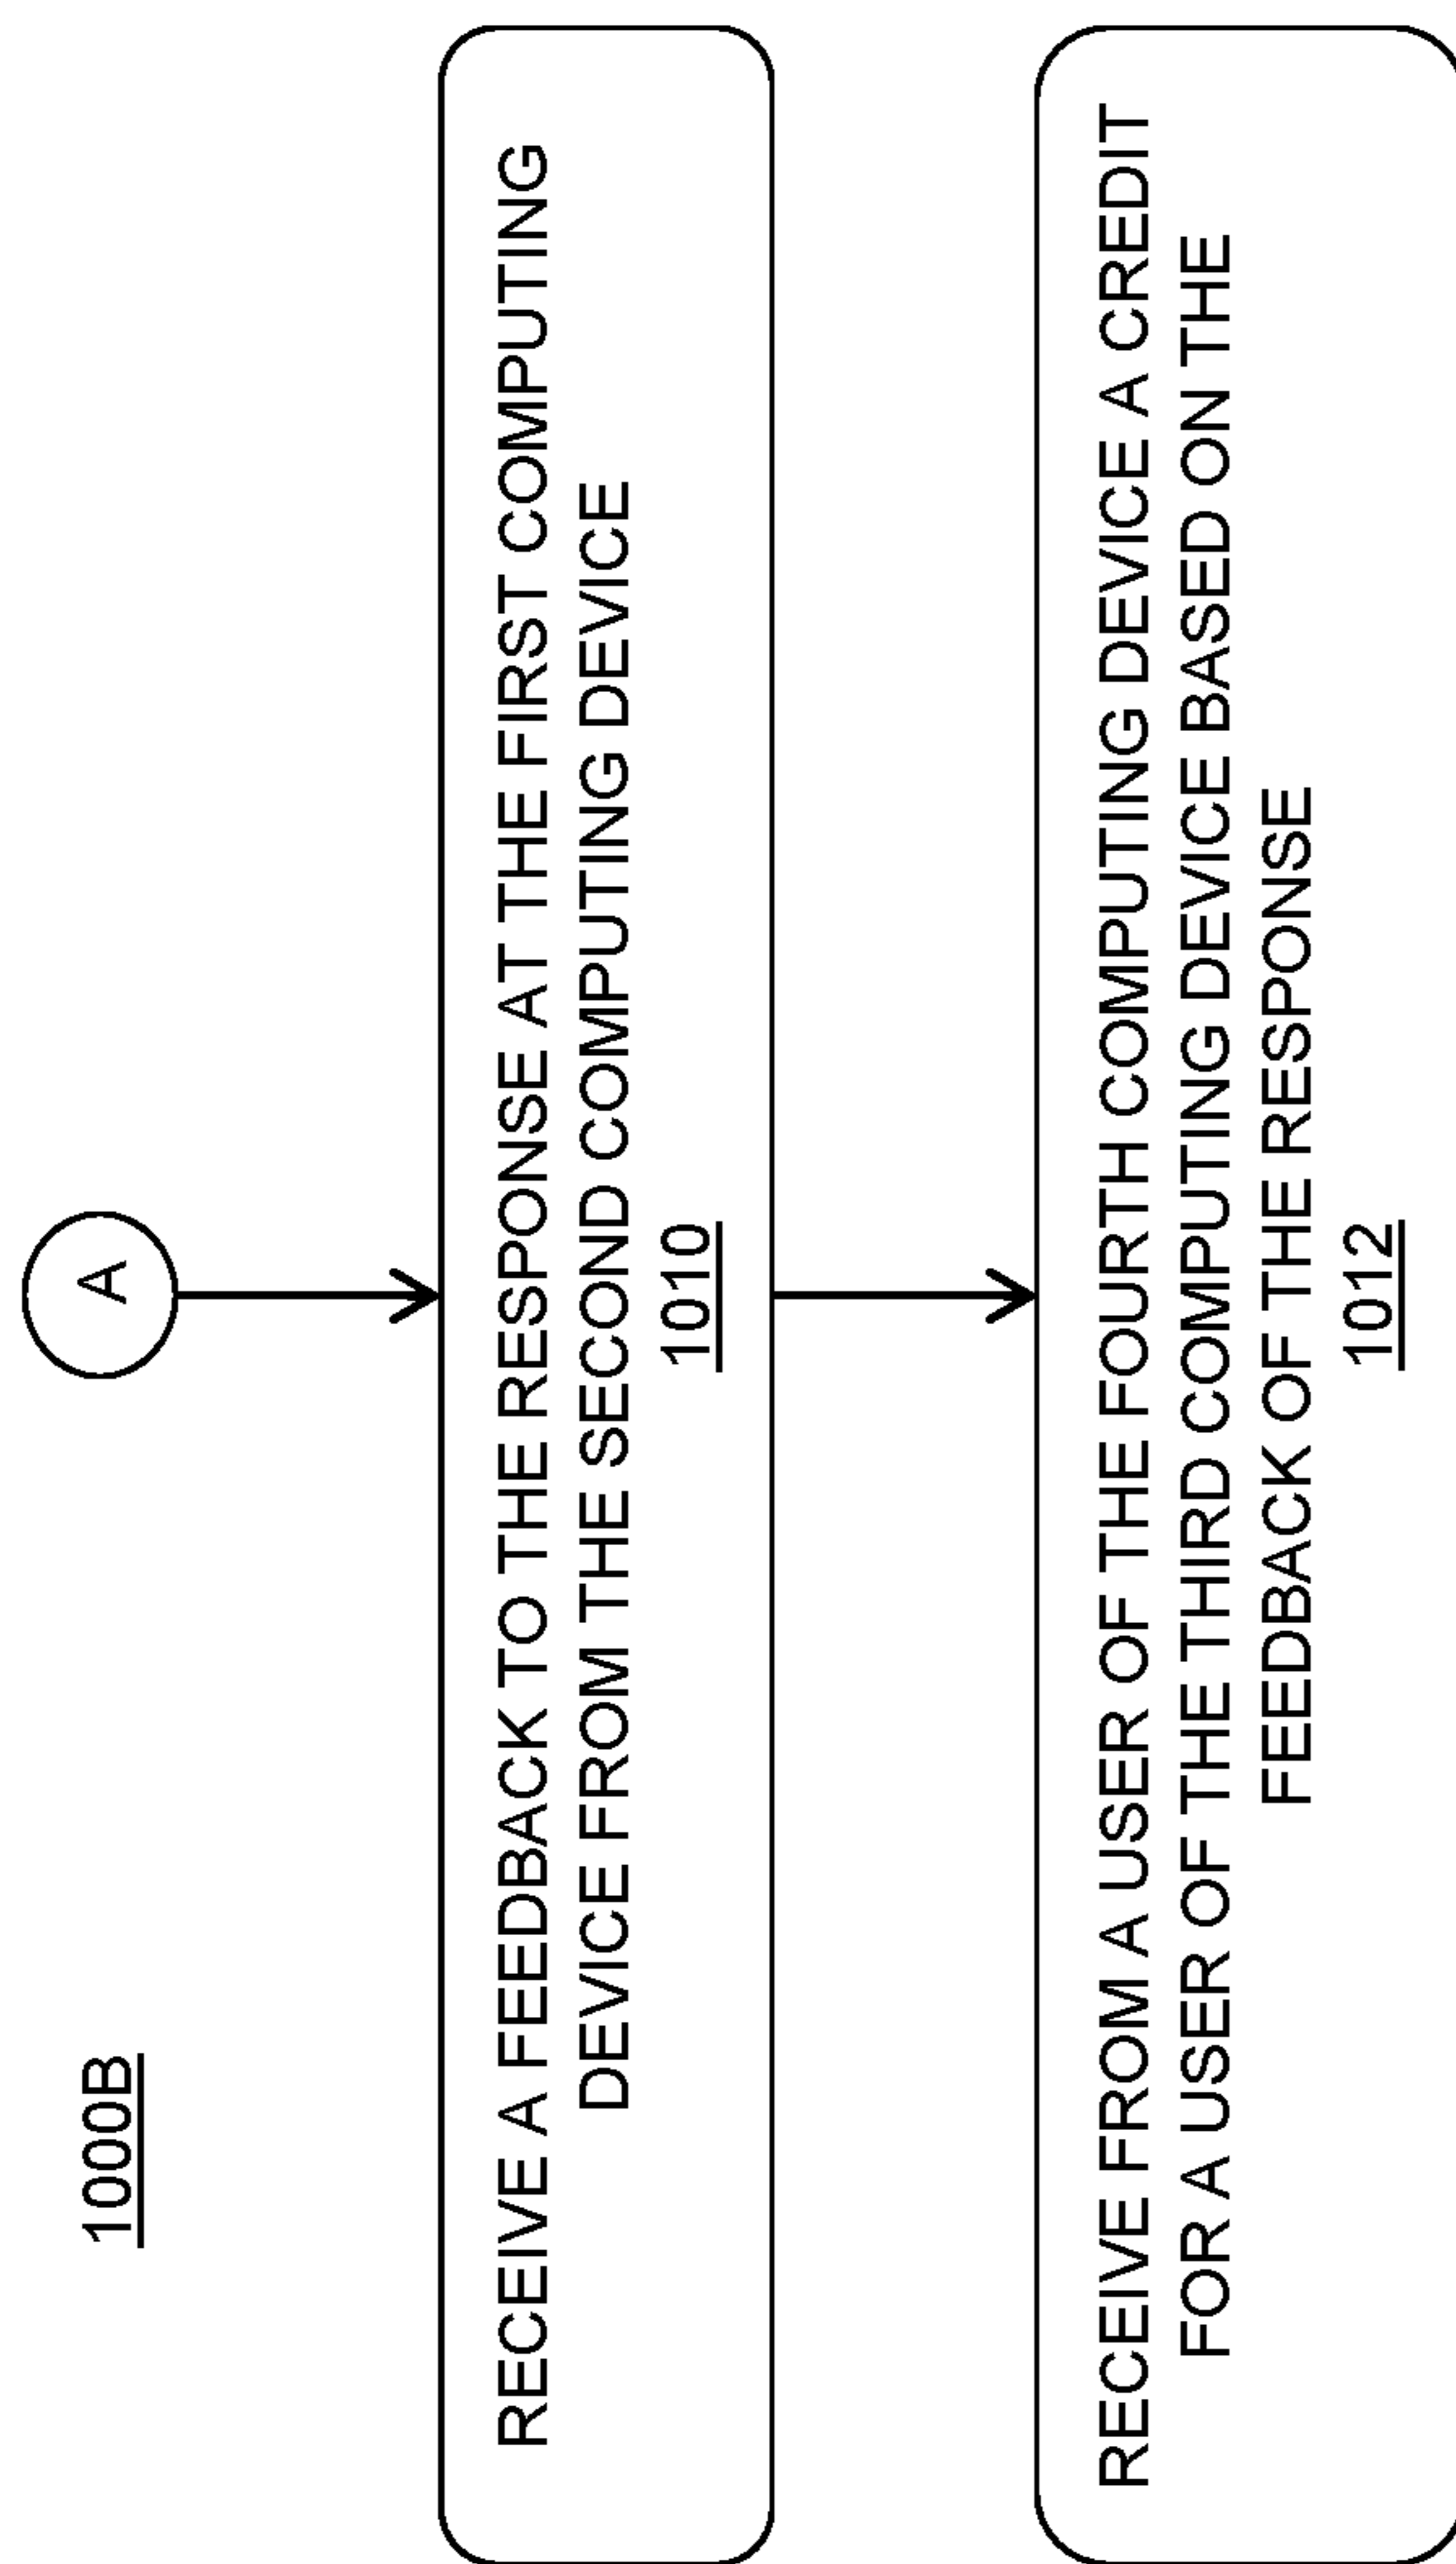 1000B
A
RECEIVE A FEEDBACK TO THE RESPONSE AT THE FIRST COMPUTING
DEVICE FROM THE SECOND COMPUTING DEVICE
1010
RECEIVE FROM A USER OF THE FOURTH COMPUTING DEVICE A CREDIT
FOR A USER OF THE THIRD COMPUTING DEVICE BASED ON THE
FEEDBACK OF THE RESPONSE
1012